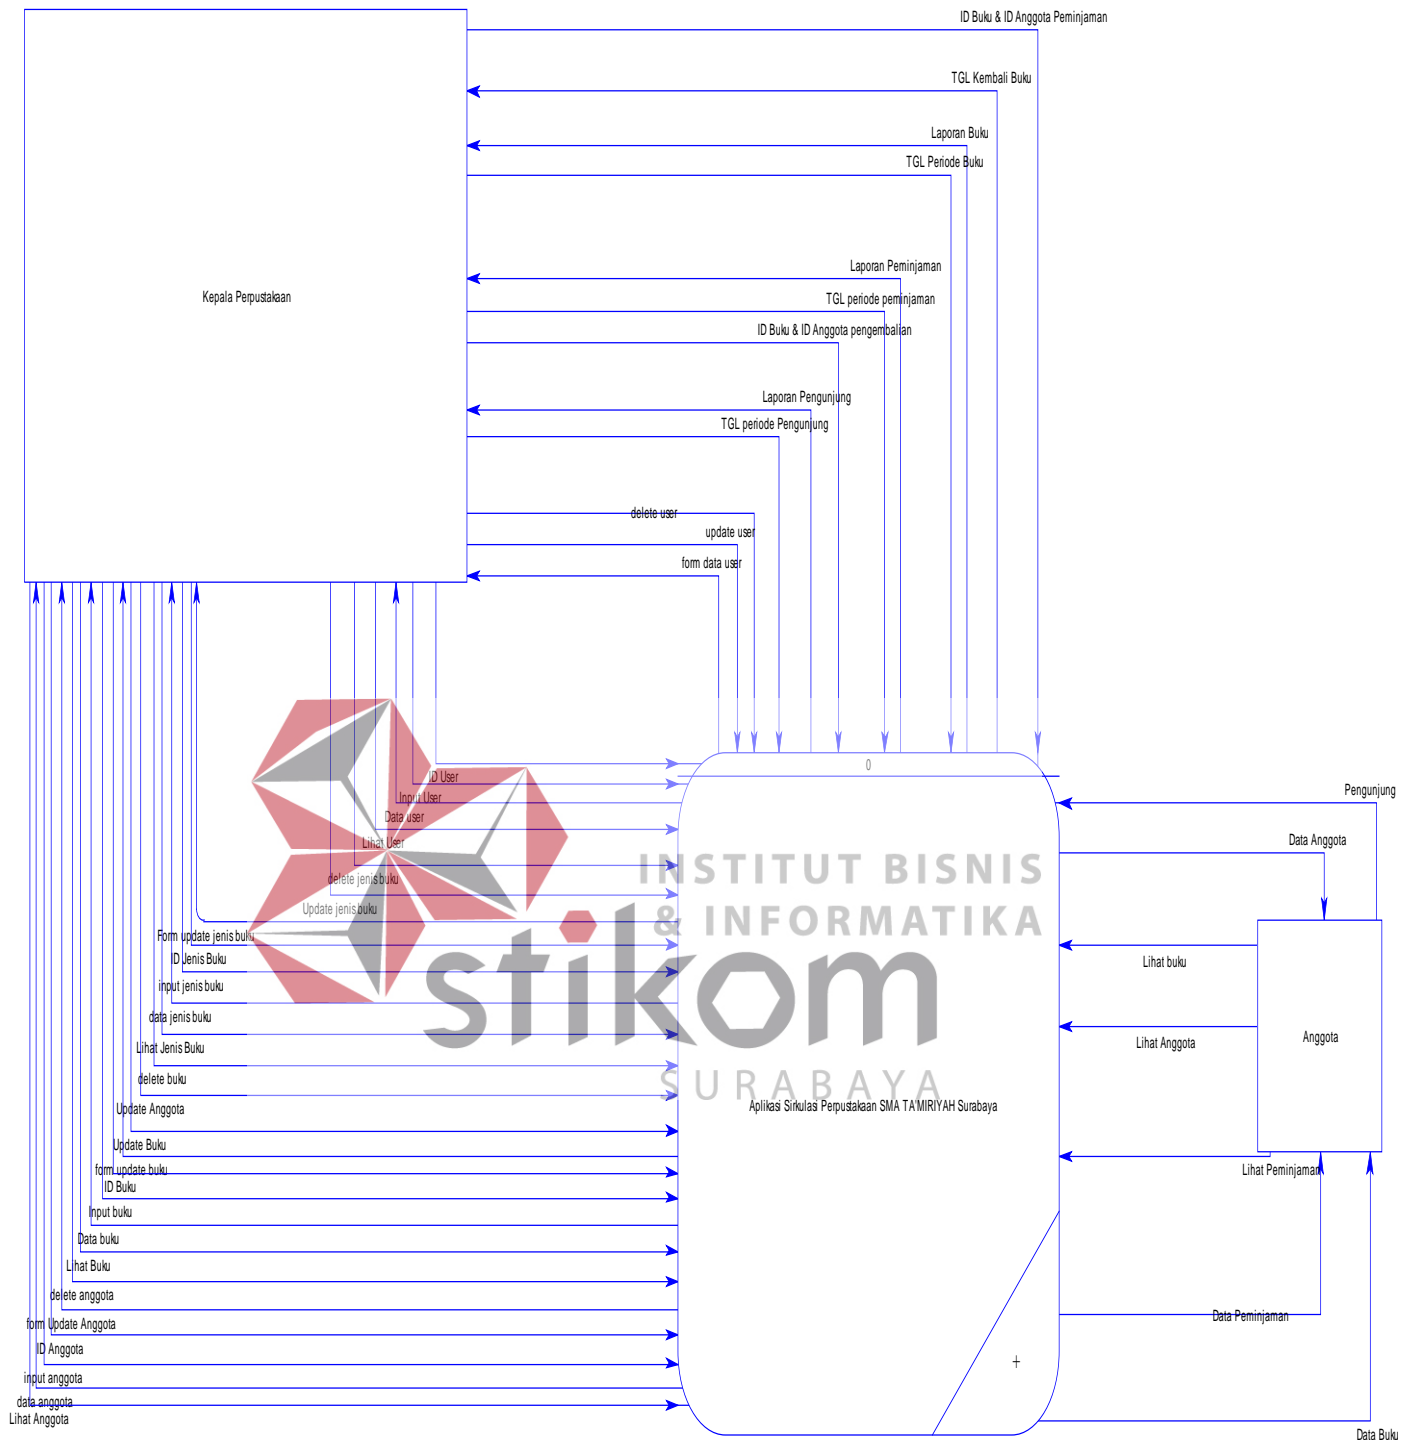 ID Buku & ID Anggota Peminjaman
TGL Kembali Buku
Laporan Buku
TGL Periode Buku
Laporan Peminjaman
Kepala Perpustakaan
TGL periode peminjaman
ID Buku & ID Anggota pengembalian
Laporan Pengunjung
TGL periode Pengunjung
delete user
update user
form data user
0
ID User
Input User
Data user
Lihat User
delete jenis buku
Update jenis buku
Form update jenis buku
ID Jenis Buku
input jenis buku
data jenis buku
Lihat Jenis Buku
delete buku
Update Anggota
Update Buku
form update buku
ID Buku
Input buku
Data buku
Lihat Buku
delete anggota
form Update Anggota
ID Anggota
input anggota
data anggota
Lihat Anggota
INSTITUT BISNIS
& INFORMATIKA
stikom
SURABAYA
Aplikasi Sirkulasi Perpustakaan SMA TA'MIRIYAH Surabaya
+
Pengunjung
Data Anggota
Lihat buku
Lihat Anggota
Anggota
Lihat Peminjaman
Data Peminjaman
Data Buku